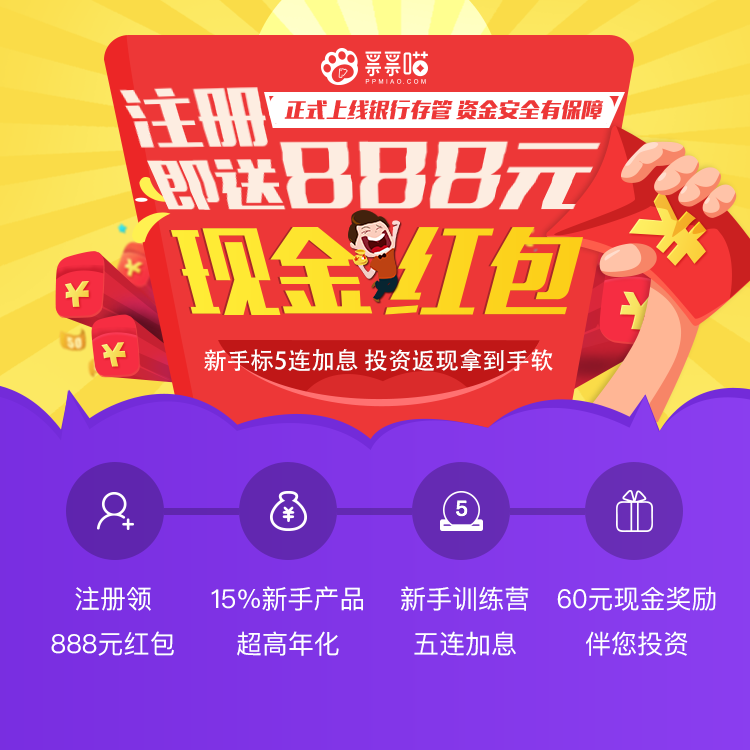 票票喵
PPMIAO.COM
注册
正式上线银行存管 资金安全有保障
即送888元
现金红包
¥
¥
¥
¥
¥
新手标5连加息 投资返现拿到手软
¥
5
注册领
888元红包
15%新手产品
超高年化
新手训练营
五连加息
60元现金奖励
伴您投资